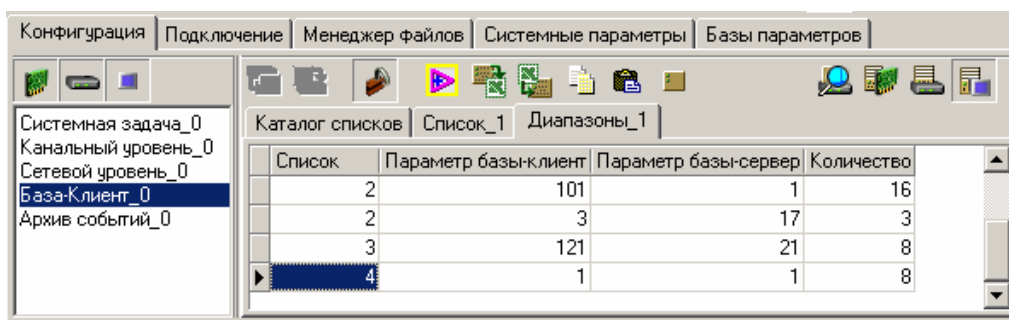 Конфигурация Подключение Менеджер файлов Системные параметры Базы параметров
Системная задача_0
Канальный уровень_0
Сетевой уровень_0
База-Клиент_0
Архив событий_0
Каталог списков Список_1 Диапазоны_1
Список Параметр базы-клиент Параметр базы-сервер Количество
2 101 1 16
2 3 17 3
3 121 21 8
4 1 1 8